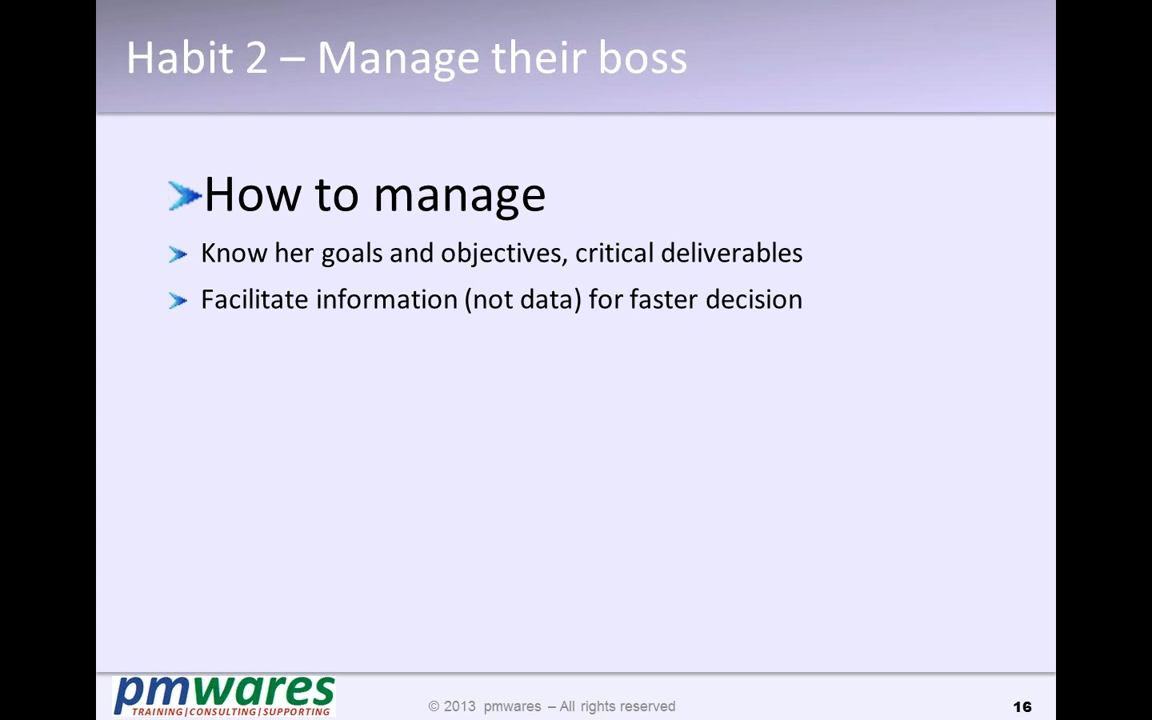 Habit 2 – Manage their boss
How to manage
Know her goals and objectives, critical deliverables
Facilitate information (not data) for faster decision
pmwares
TRAINING|CONSULTING|SUPPORTING
© 2013 pmwares – All rights reserved
16